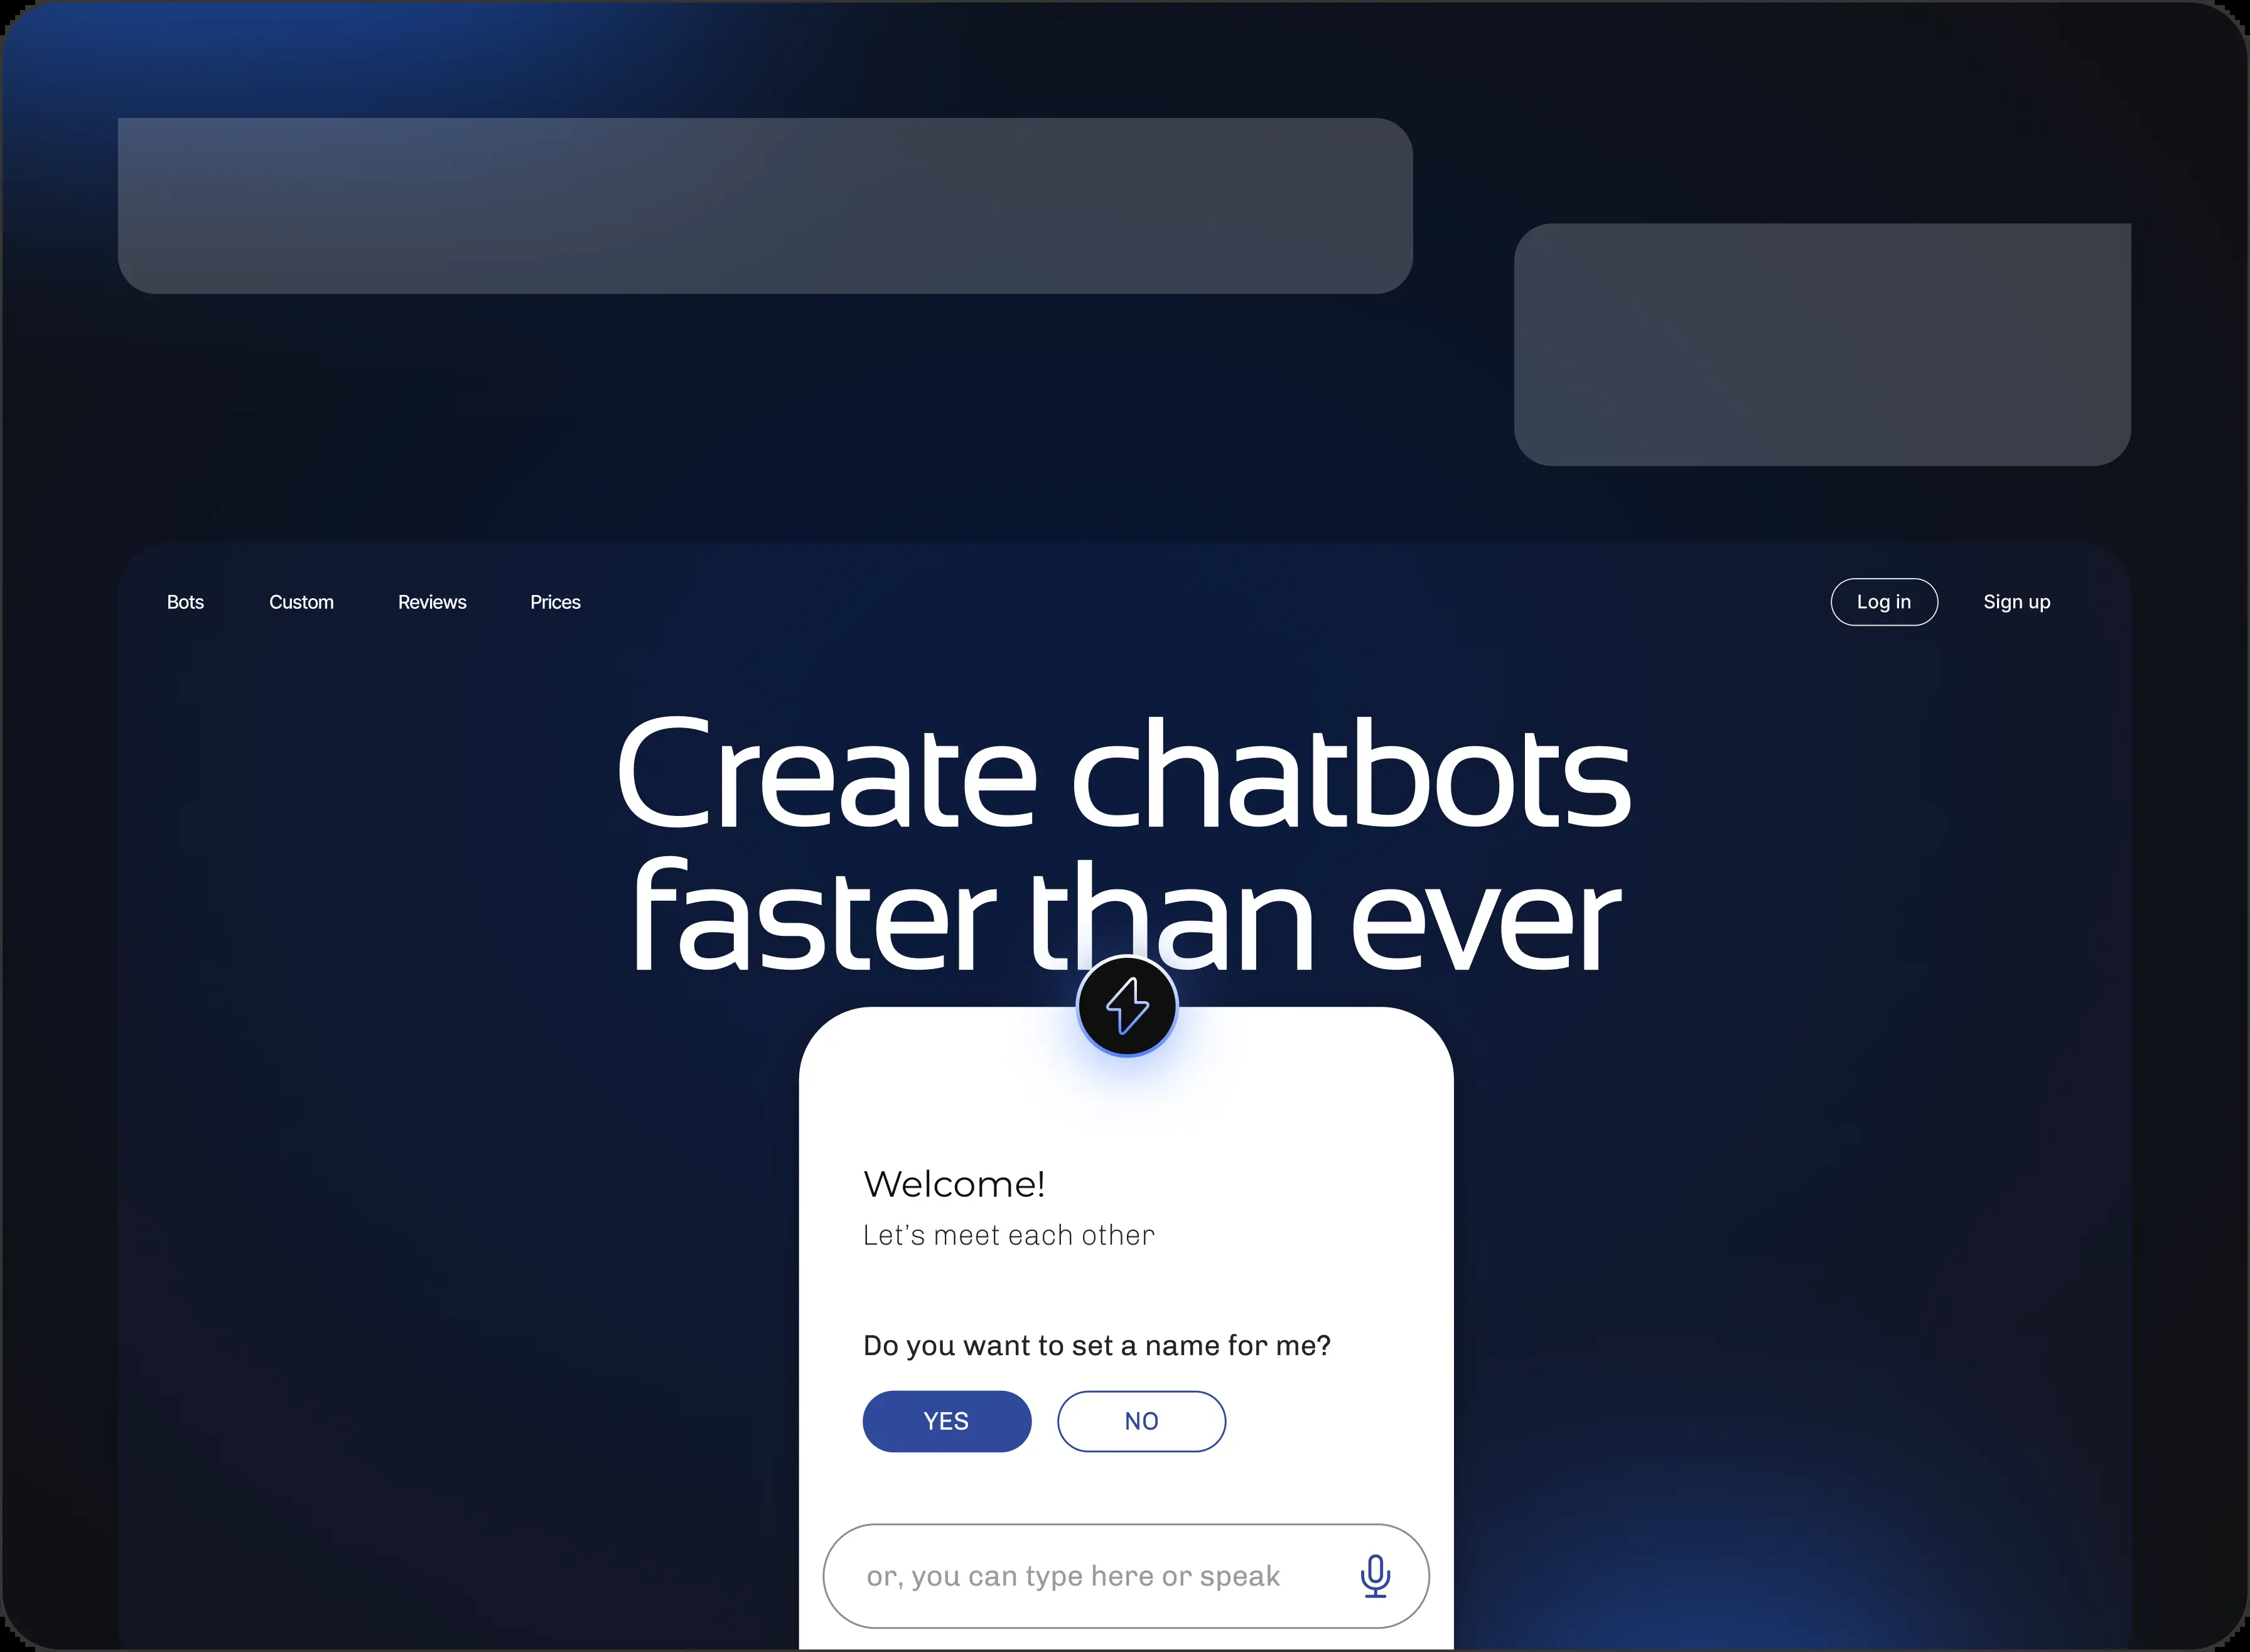 Bots Custom Reviews Prices Log in Sign up
Create chatbots
faster than ever
Welcome!
Let's meet each other
Do you want to set a name for me?
YES NO
or, you can type here or speak